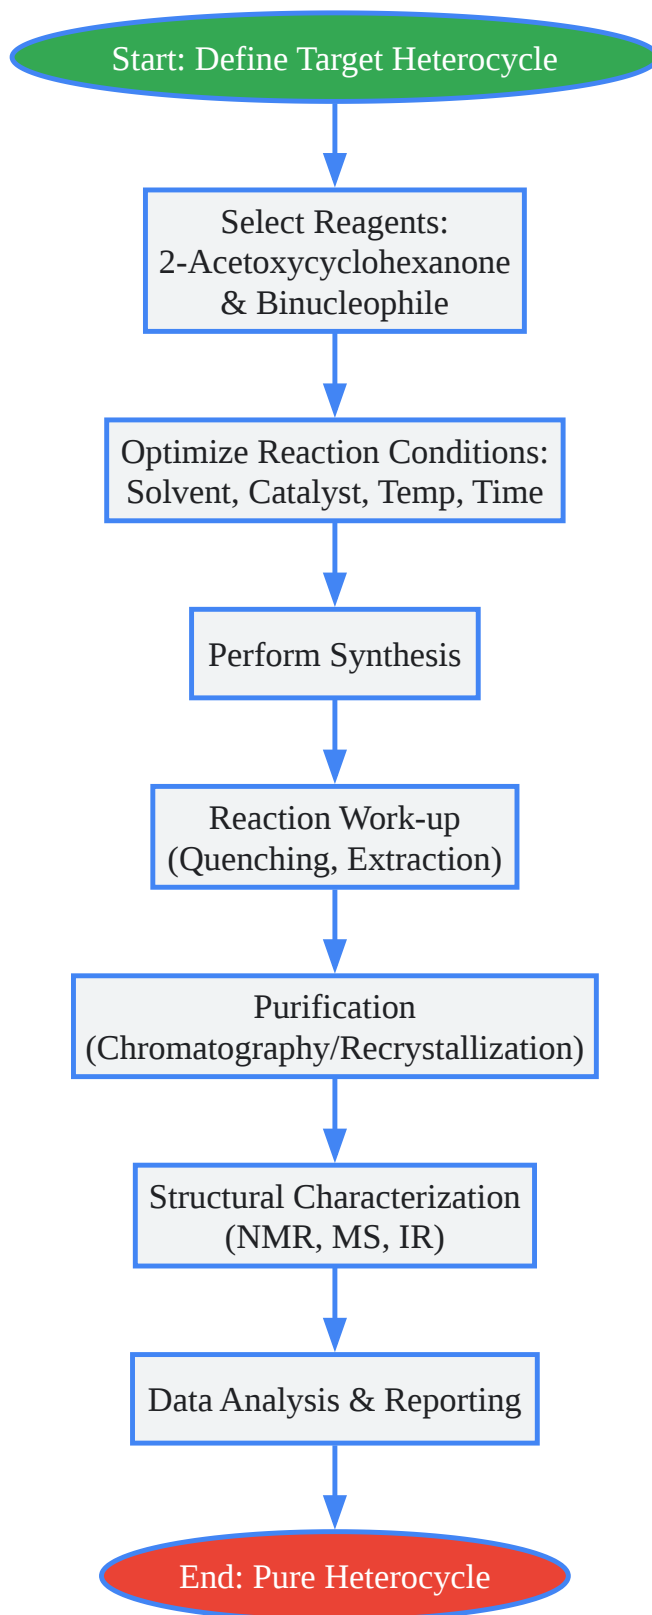 Start: Define Target Heterocycle
Select Reagents:
2-Acetoxycyclohexanone
& Binucleophile
Optimize Reaction Conditions:
Solvent, Catalyst, Temp, Time
Perform Synthesis
Reaction Work-up
(Quenching, Extraction)
Purification
(Chromatography/Recrystallization)
Structural Characterization
(NMR, MS, IR)
Data Analysis & Reporting
End: Pure Heterocycle